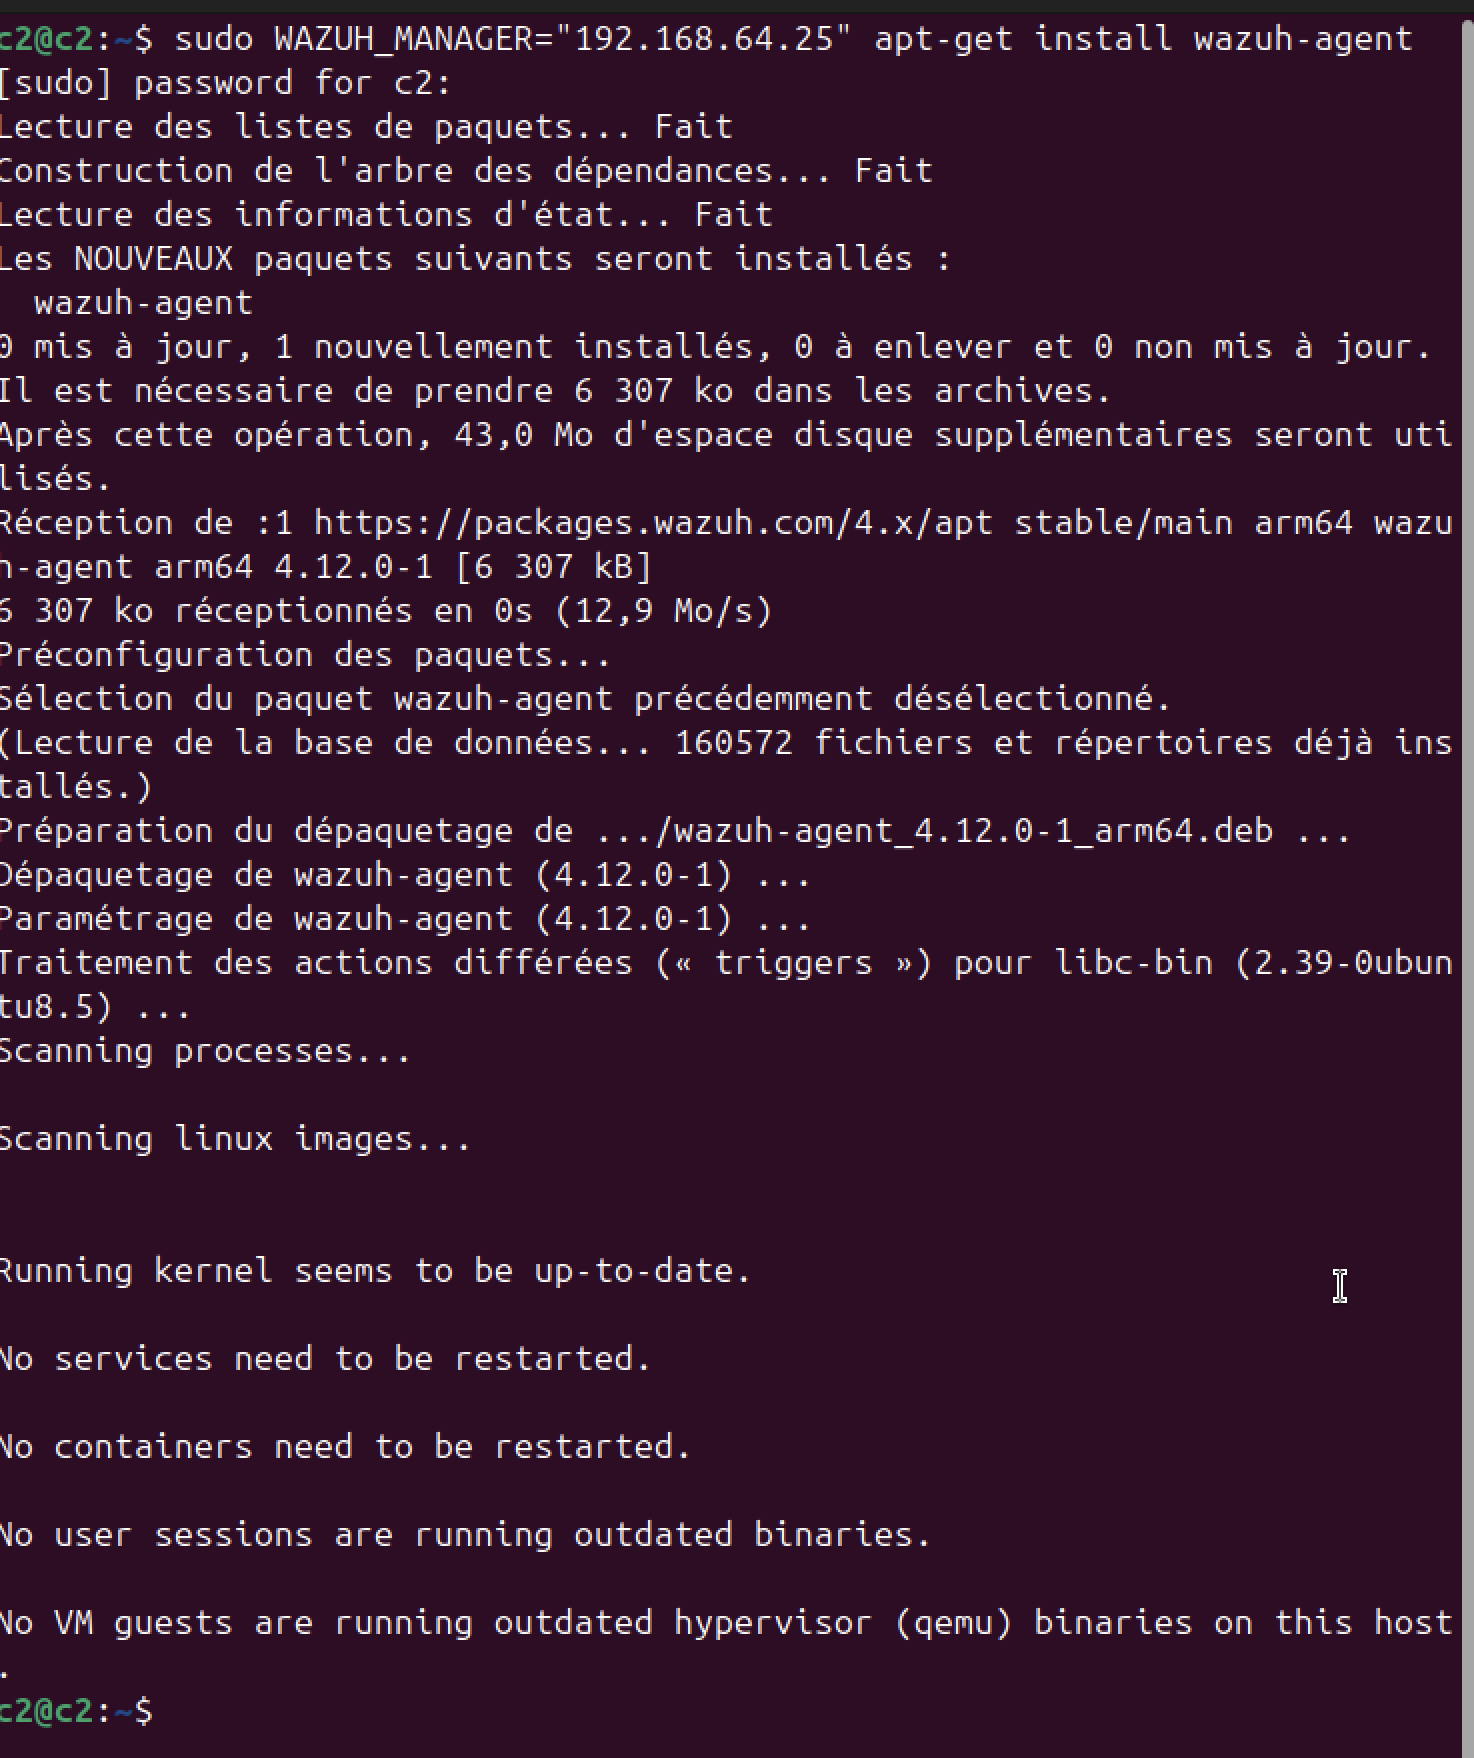 c2@c2:~$ sudo WAZUH_MANAGER="192.168.64.25" apt-get install wazuh-agent
[sudo] password for c2:
Lecture des listes de paquets... Fait
Construction de l'arbre des dépendances... Fait
Lecture des informations d'état... Fait
Les NOUVEAUX paquets suivants seront installés :
  wazuh-agent
0 mis à jour, 1 nouvellement installés, 0 à enlever et 0 non mis à jour.
Il est nécessaire de prendre 6 307 ko dans les archives.
Après cette opération, 43,0 Mo d'espace disque supplémentaires seront uti
lisés.
Réception de :1 https://packages.wazuh.com/4.x/apt stable/main arm64 wazu
h-agent arm64 4.12.0-1 [6 307 kB]
6 307 ko réceptionnés en 0s (12,9 Mo/s)
Préconfiguration des paquets...
Sélection du paquet wazuh-agent précédemment désélectionné.
(Lecture de la base de données... 160572 fichiers et répertoires déjà ins
tallés.)
Préparation du dépaquetage de .../wazuh-agent_4.12.0-1_arm64.deb ...
Dépaquetage de wazuh-agent (4.12.0-1) ...
Paramétrage de wazuh-agent (4.12.0-1) ...
Traitement des actions différées (« triggers ») pour libc-bin (2.39-0ubun
tu8.5) ...
Scanning processes...
Scanning linux images...
Running kernel seems to be up-to-date.
No services need to be restarted.
No containers need to be restarted.
No user sessions are running outdated binaries.
No VM guests are running outdated hypervisor (qemu) binaries on this host
.
c2@c2:~$